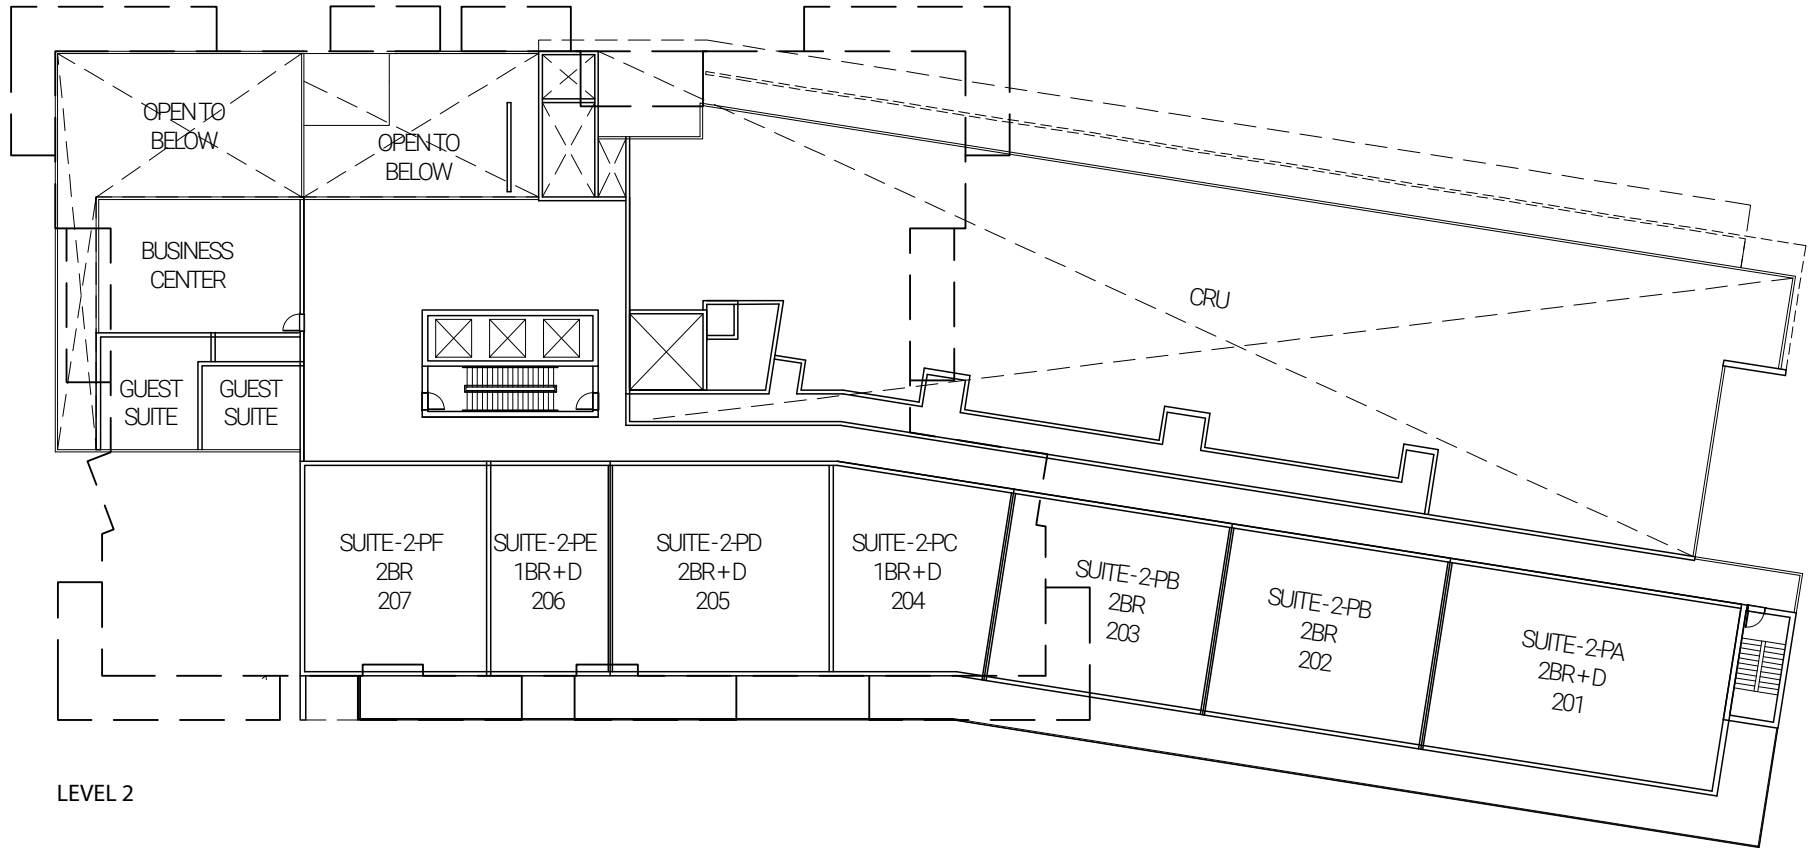 OPEN TO
BELOW
OPEN TO
BELOW
BUSINESS
CENTER
CRU
GUEST
SUITE
GUEST
SUITE
SUITE-2-PF
2BR
207
SUITE-2-PE
1BR+D
206
SUITE-2-PD
2BR+D
205
SUITE-2-PC
1BR+D
204
SUITE-2-PB
2BR
203
SUITE-2-PB
2BR
202
SUITE-2-PA
2BR+D
201
LEVEL 2